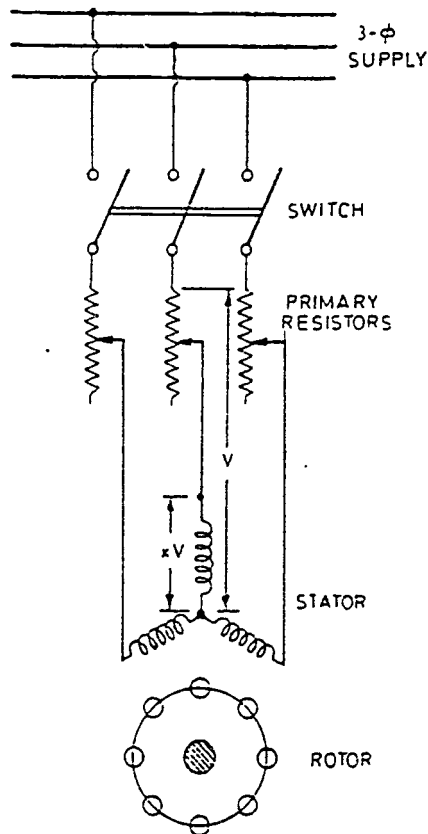 3-ϕ
SUPPLY
SWITCH
PRIMARY
RESISTORS
V
xV
STATOR
ROTOR